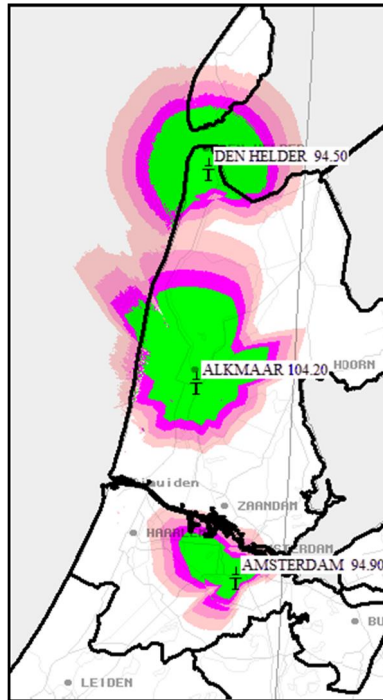 DEN HELDER 94.50
ALKMAAR 104.20
HOORN
ZAANDAM
AMSTERDAM 94.90
LEIDEN